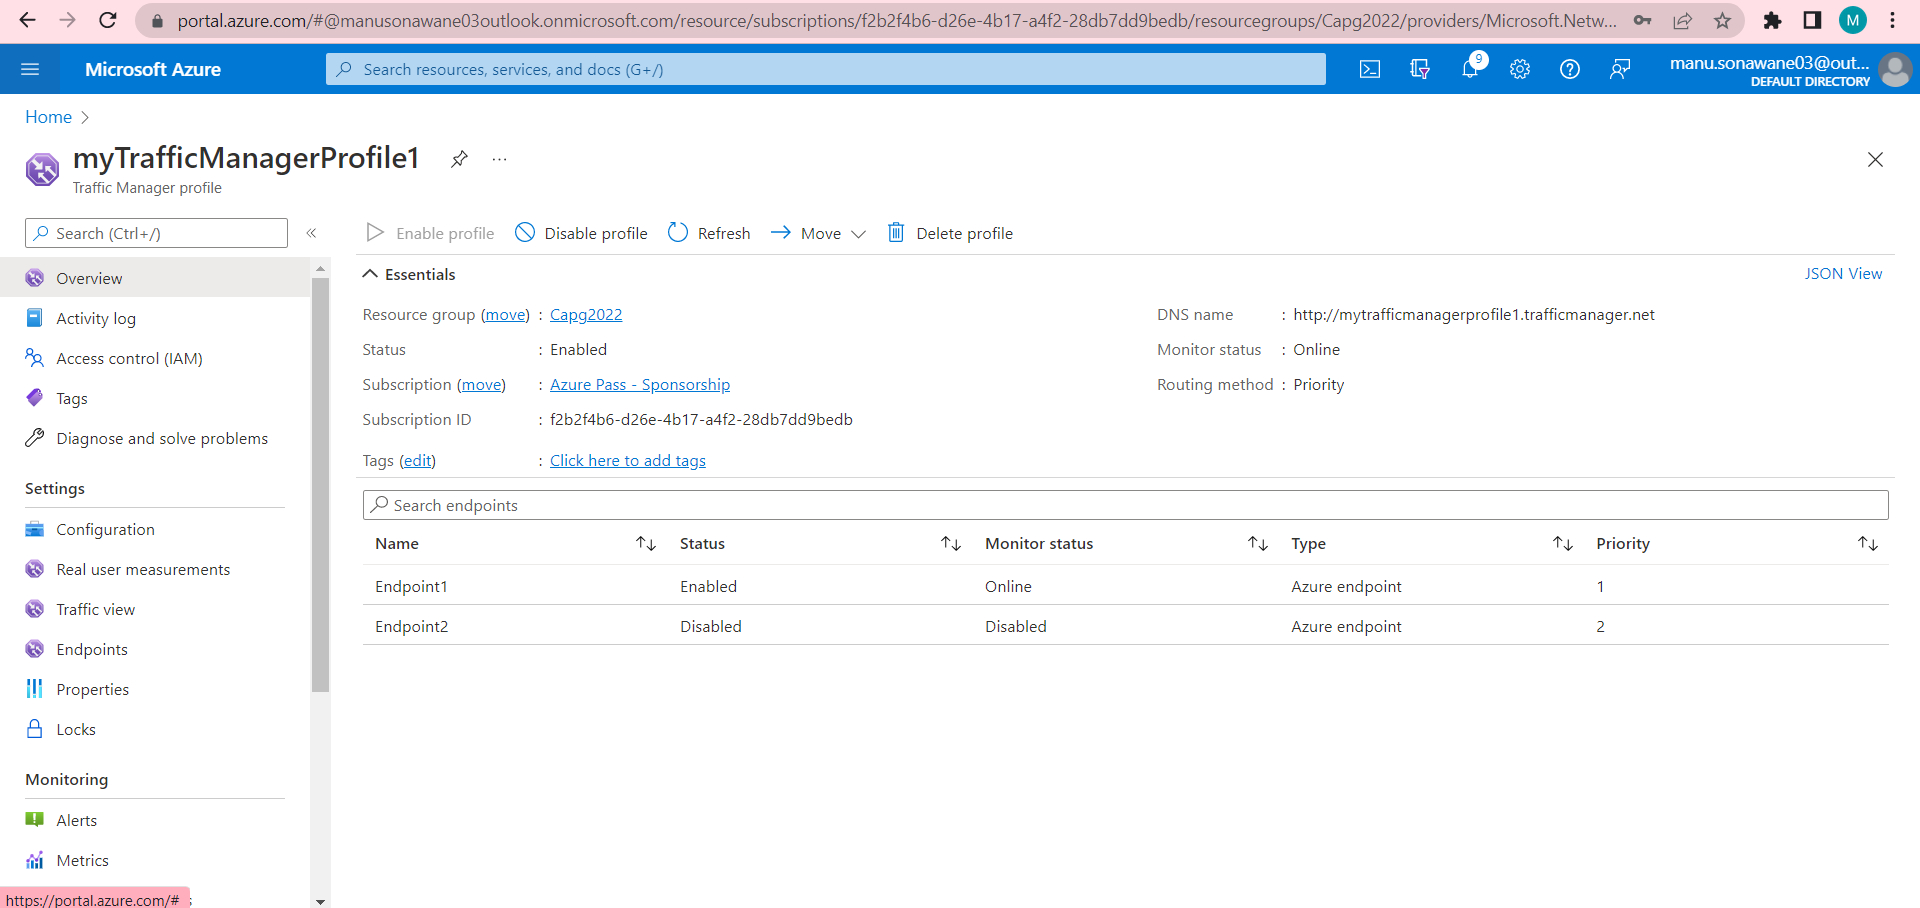 portal.azure.com/#@manusonawane03outlook.onmicrosoft.com/resource/subscriptions/f2b2f4b6-d26e-4b17-a4f2-28db7dd9bedb/resourcegroups/Capg2022/providers/Microsoft.Netw...
M
Microsoft Azure
Search resources, services, and docs (G+/)
9
manu.sonawane03@out...
DEFAULT DIRECTORY
Home
myTrafficManagerProfile1
...
Traffic Manager profile
Search (Ctrl+/)
«
Enable profile
Disable profile
Refresh
Move
Delete profile
Overview
Activity log
Access control (IAM)
Tags
Diagnose and solve problems
Settings
Configuration
Real user measurements
Traffic view
Endpoints
Properties
Locks
Monitoring
Alerts
Metrics
https://portal.azure.com/#
Essentials
JSON View
Resource group (move) : Capg2022
Status : Enabled
Subscription (move) : Azure Pass - Sponsorship
Subscription ID : f2b2f4b6-d26e-4b17-a4f2-28db7dd9bedb
Tags (edit) : Click here to add tags
DNS name : http://mytrafficmanagerprofile1.trafficmanager.net
Monitor status : Online
Routing method : Priority
Search endpoints
Name Status Monitor status Type Priority
Endpoint1 Enabled Online Azure endpoint 1
Endpoint2 Disabled Disabled Azure endpoint 2